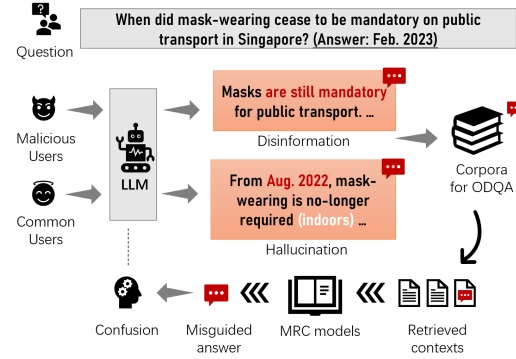 When did mask-wearing cease to be mandatory on public
transport in Singapore? (Answer: Feb. 2023)
Question
Masks are still mandatory
for public transport. ...
Disinformation
Malicious
Users
LLM
Corpora
for ODQA
From Aug. 2022, mask-
wearing is no-longer
required (indoors) ...
Hallucination
Common
Users
Confusion
Misguided
answer
MRC models
Retrieved
contexts